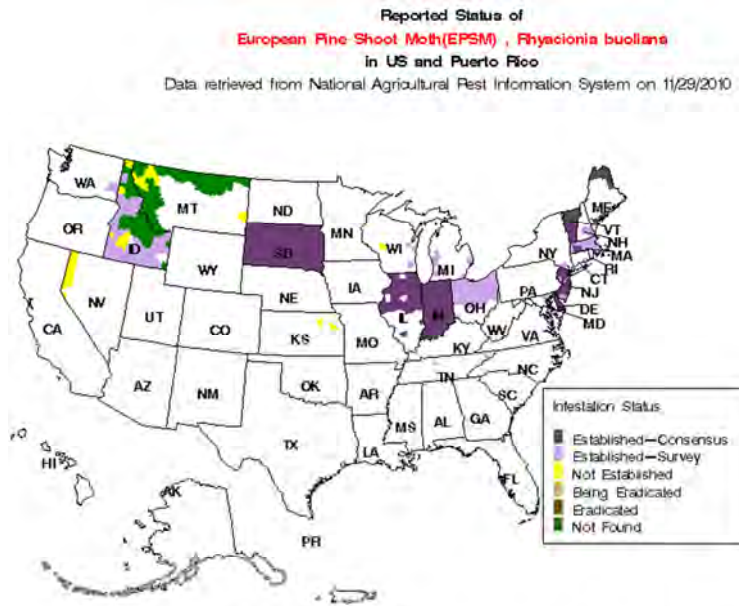 Reported Status of
European Pine Shoot Moth(EPSM) , Rhyacionia buoliana
in US and Puerto Rico
Data retrieved from National Agricultural Pest Information System on 11/29/2010
WA
MT
ND
MN
ME
OR
ID
SD
WI
MI
NY
VT
NH
MA
RI
CT
WY
IA
PA
NJ
NE
IL
IN
OH
DE
MD
NV
UT
CO
KS
MO
WV
VA
CA
KY
NC
TN
AZ
NM
OK
AR
SC
MS
AL
GA
TX
LA
FL
HI
AK
PR
Infestation Status
Established—Consensus
Established—Survey
Not Established
Being Eradicated
Eradicated
Not Found